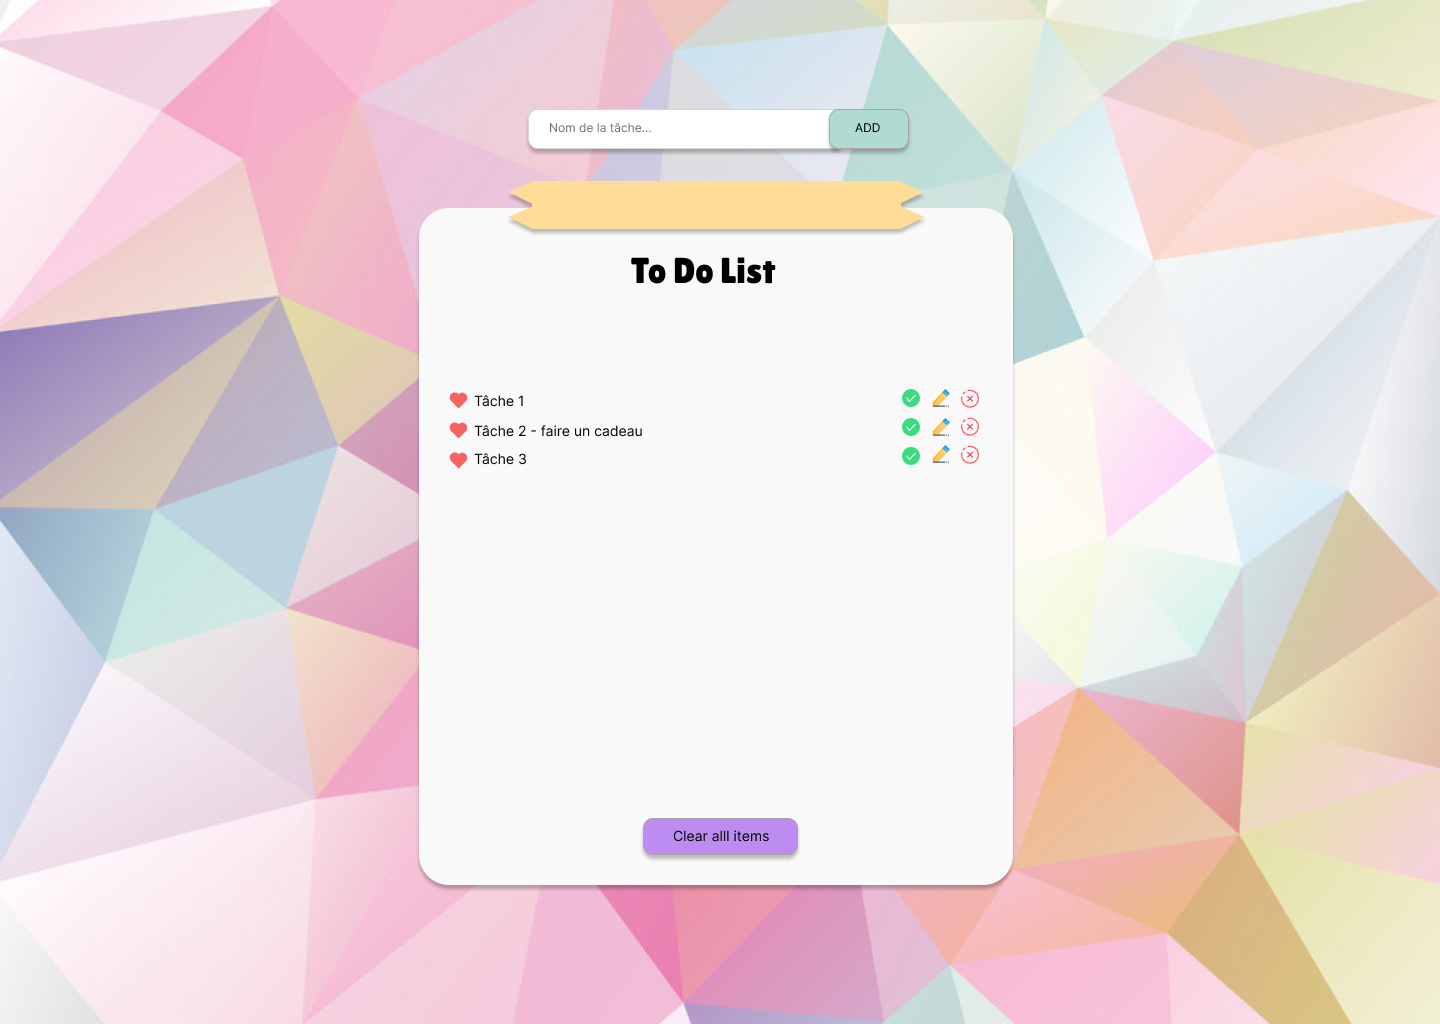 Nom de la tâche...
ADD
To Do List
Tâche 1
Tâche 2 - faire un cadeau
Tâche 3
Clear alll items